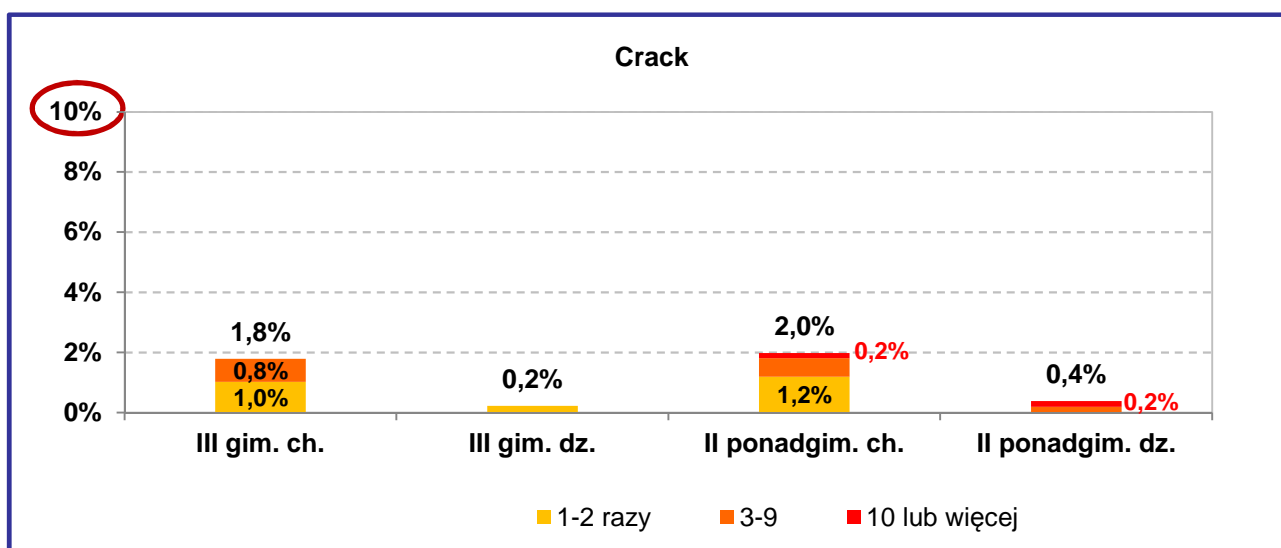 Crack
10%
8%
6%
4%
2%
0%
1,8%
0,8%
1,0%
0,2%
2,0%
0,2%
1,2%
0,4%
0,2%
III gim. ch.
III gim. dz.
II ponadgim. ch.
II ponadgim. dz.
1-2 razy
3-9
10 lub więcej